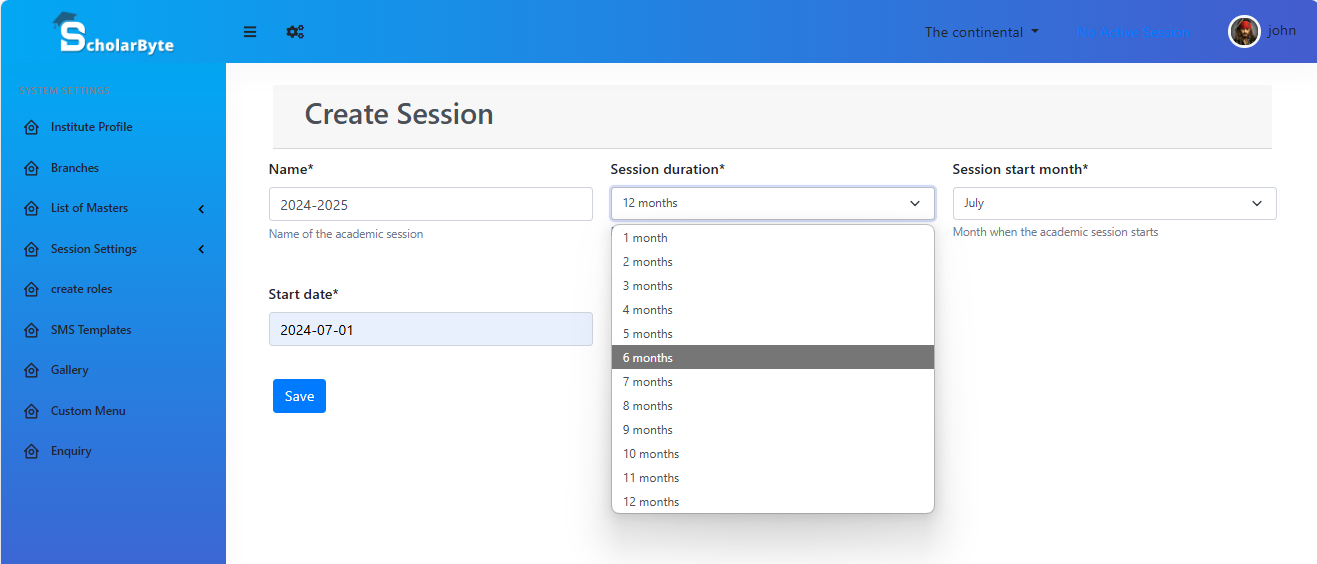 ScholarByte
The continental
No Active Session
john
SYSTEM SETTINGS
Institute Profile
Branches
List of Masters
Session Settings
create roles
SMS Templates
Gallery
Custom Menu
Enquiry
Create Session
Name*
2024-2025
Name of the academic session
Session duration*
12 months
1 month
2 months
3 months
4 months
5 months
6 months
7 months
8 months
9 months
10 months
11 months
12 months
Session start month*
July
Month when the academic session starts
Start date*
2024-07-01
Save